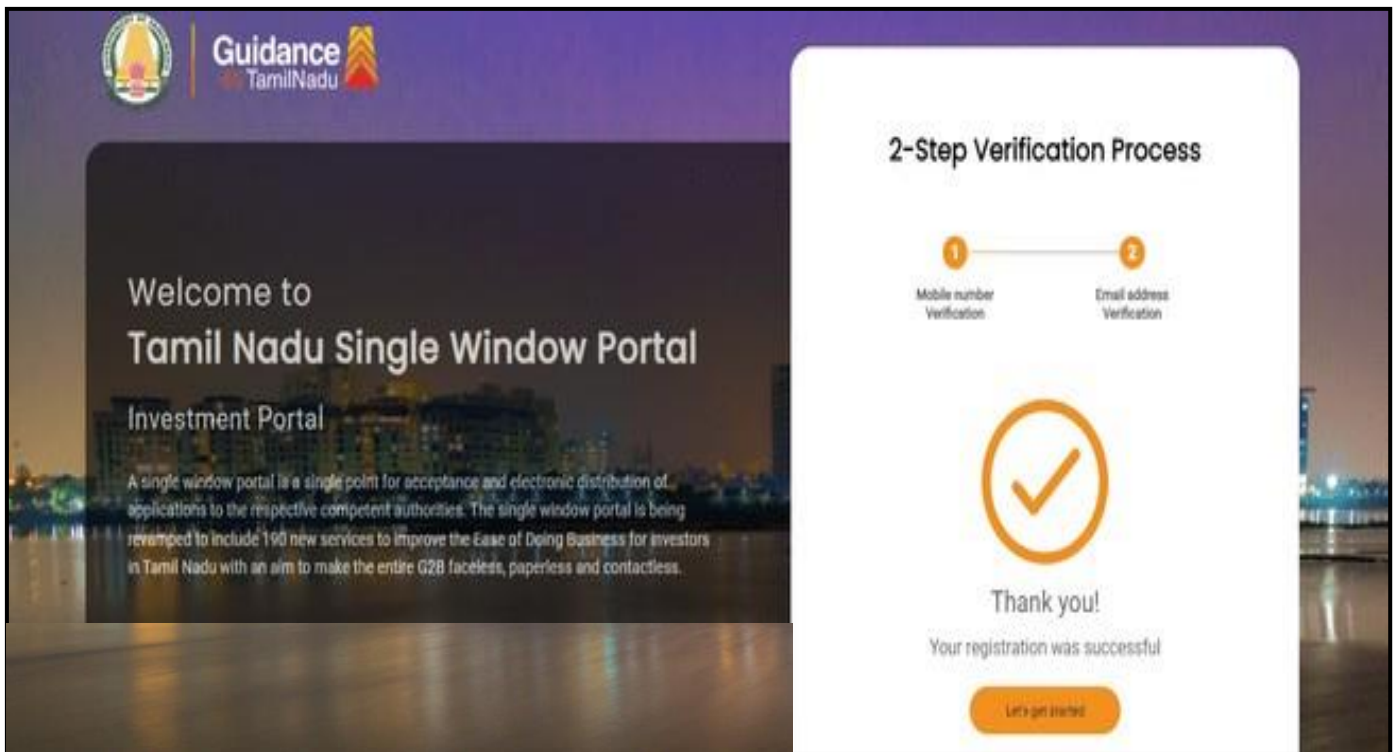 Guidance
TamilNadu
Welcome to
Tamil Nadu Single Window Portal
Investment Portal
A single window portal is a single point for acceptance and electronic distribution of
applications to the respective competent authorities. The single window portal is being
revamped to include 190 new services to improve the Ease of Doing Business for investors
in Tamil Nadu with an aim to make the entire G2B faceless, paperless and contactless.
2-Step Verification Process
1
2
Mobile number
Verification
Email address
Verification
Thank you!
Your registration was successful
Let's get started